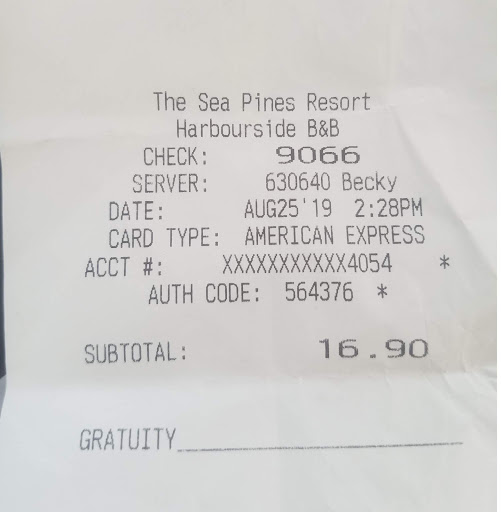 The Sea Pines Resort
Harbourside B&B
CHECK: 9066
SERVER: 630640 Becky
DATE: AUG25'19 2:28PM
CARD TYPE: AMERICAN EXPRESS
ACCT #: XXXXXXXXXXX4054 *
AUTH CODE: 564376 *
SUBTOTAL: 16.90
GRATUITY